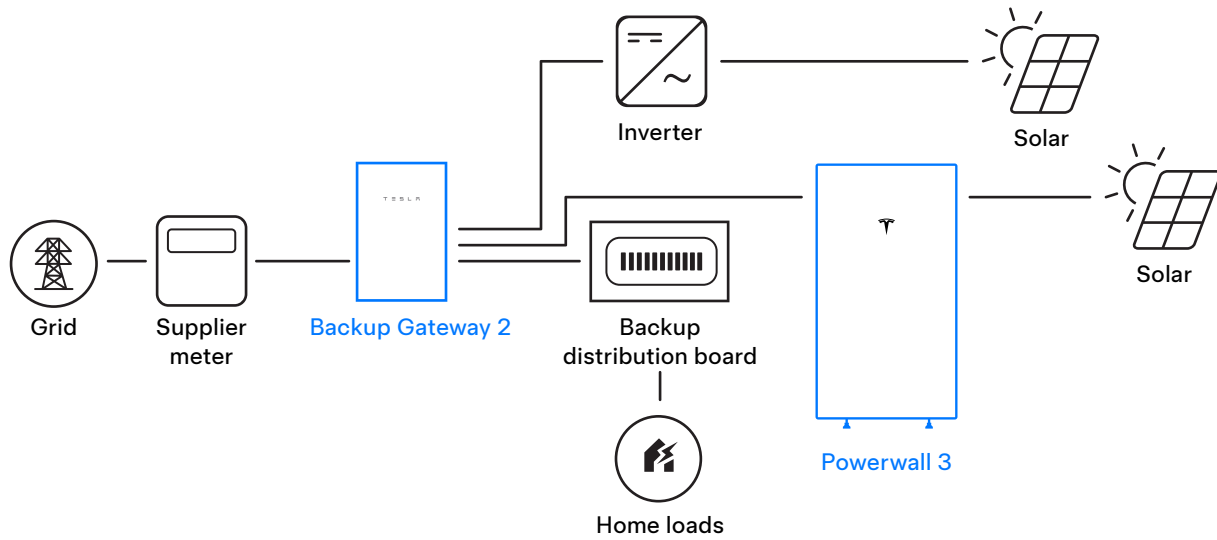 Inverter
Solar
TESLA
Solar
Grid
Supplier
meter
Backup Gateway 2
Backup
distribution board
Powerwall 3
Home loads